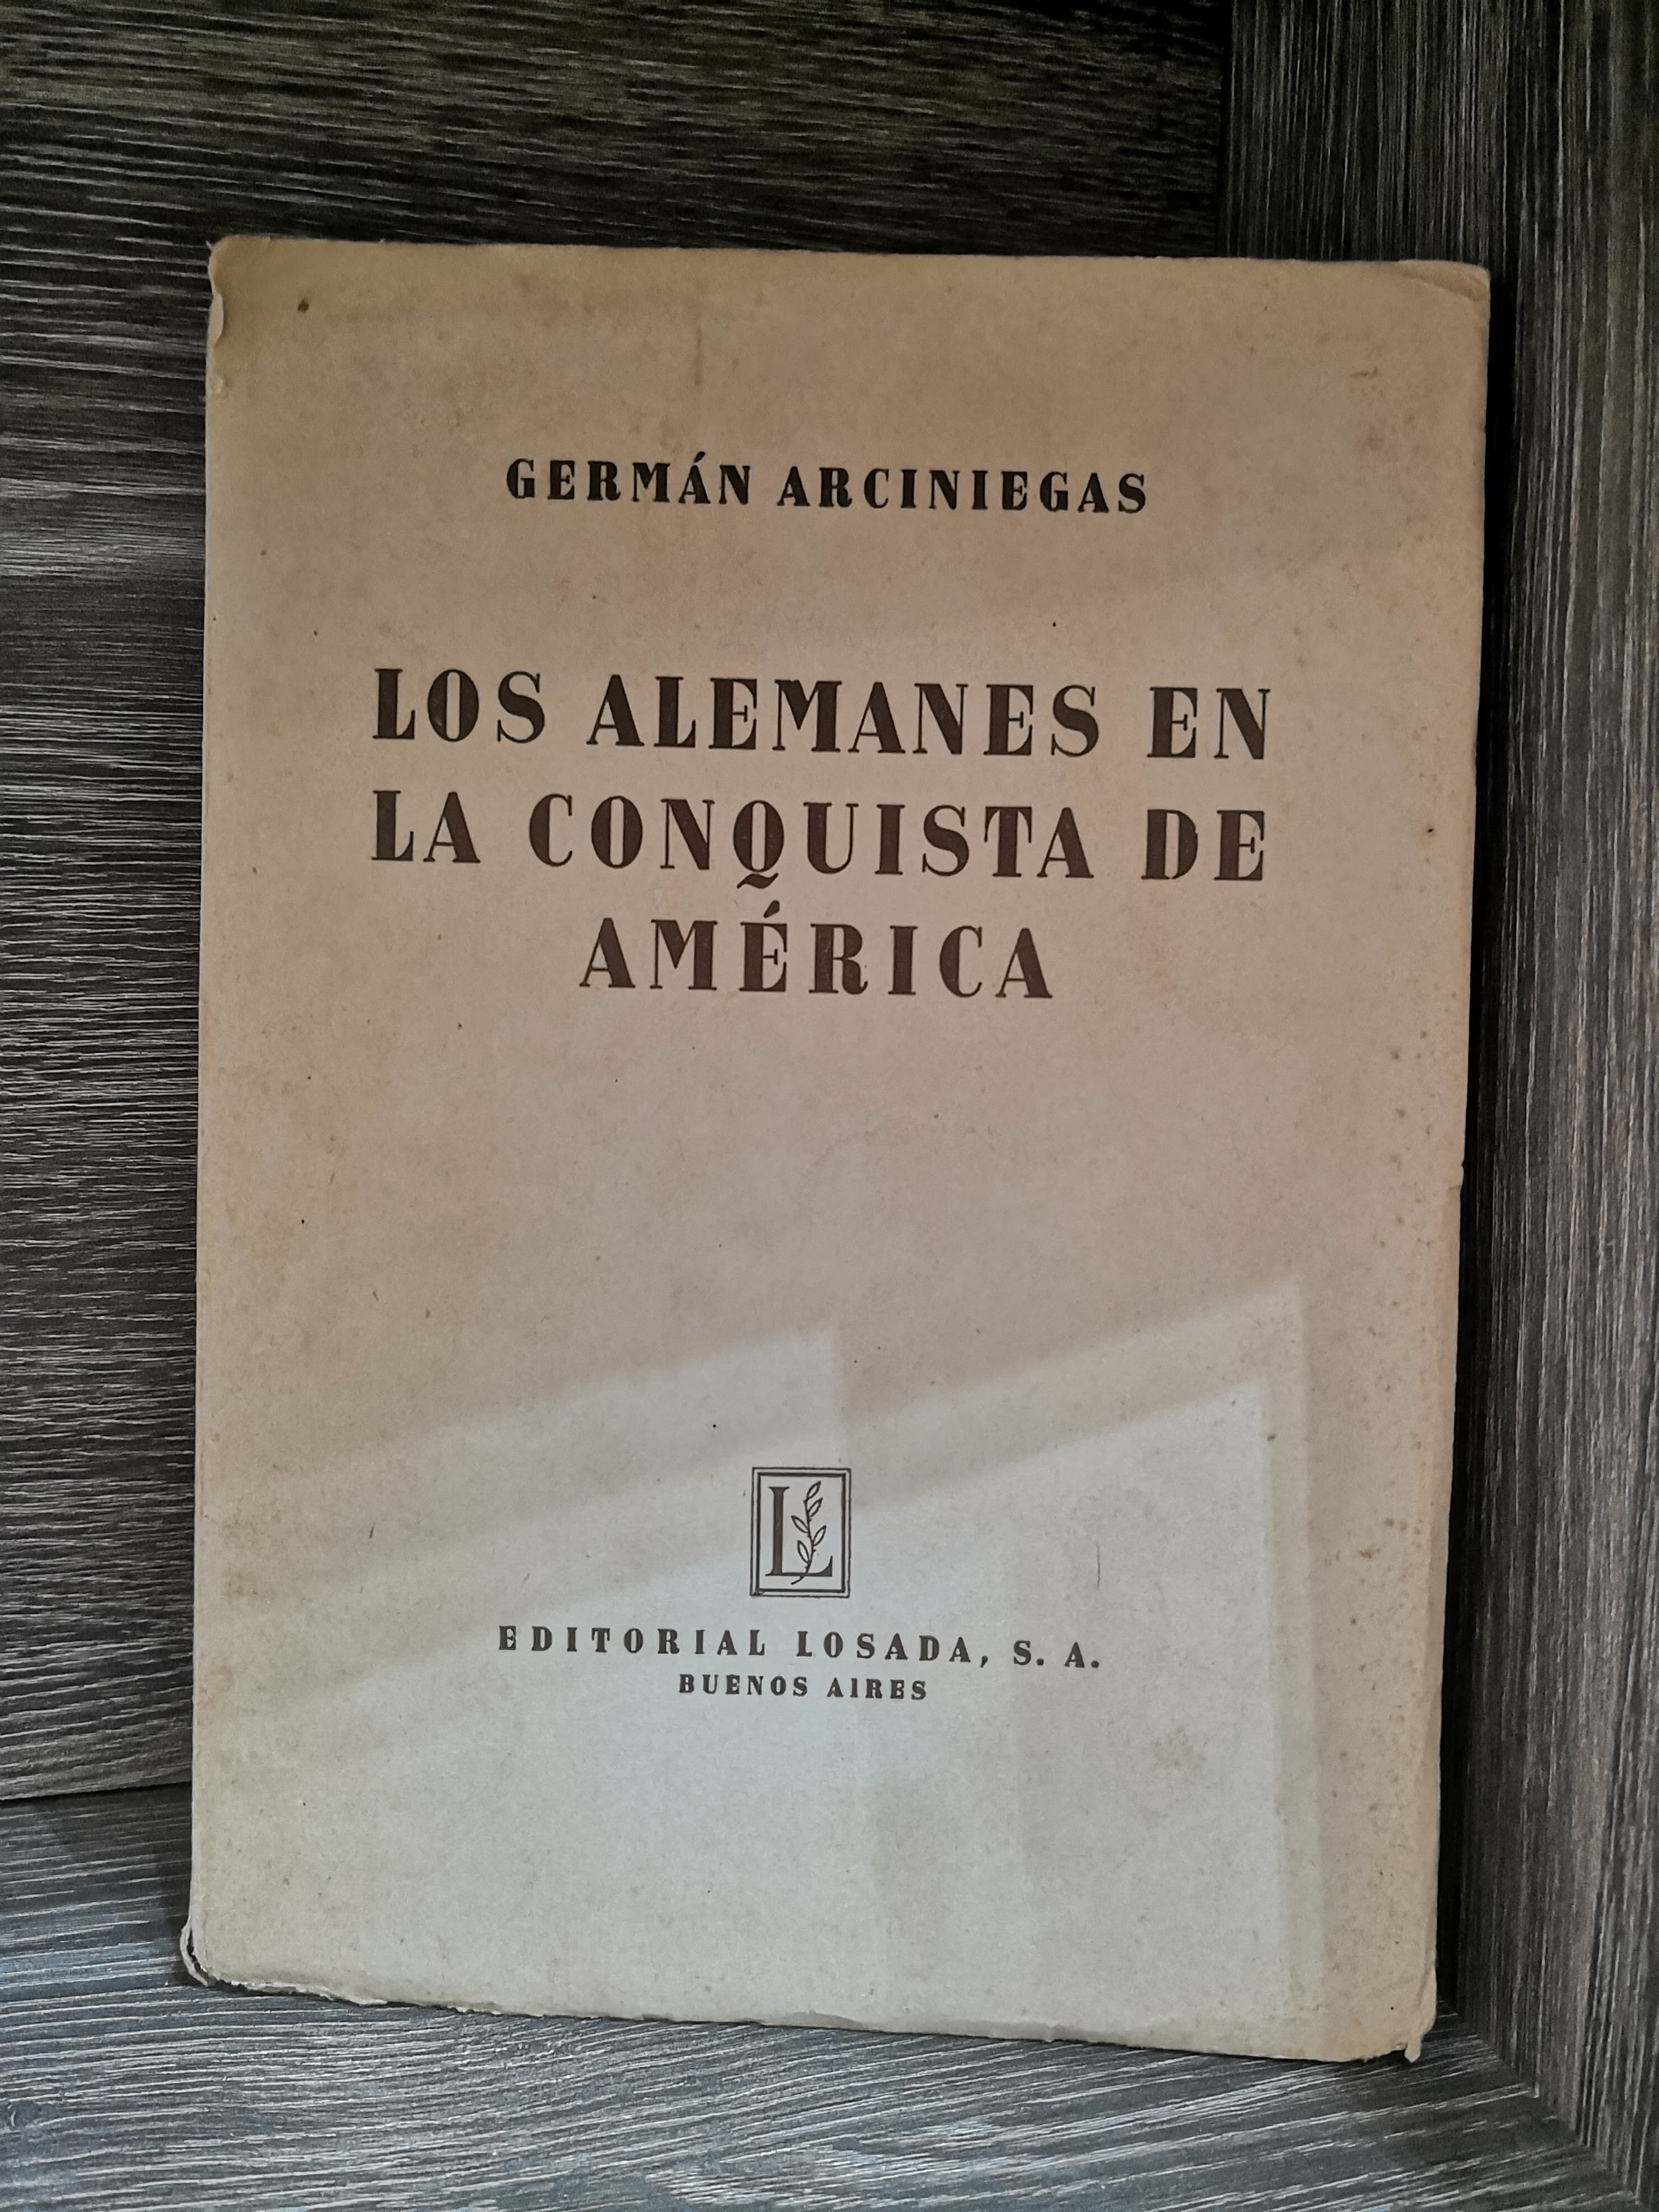 GERMÁN ARCINIEGAS
LOS ALEMANES EN
LA CONQUISTA DE
AMÉRICA
L
EDITORIAL LOSADA, S. A.
BUENOS AIRES